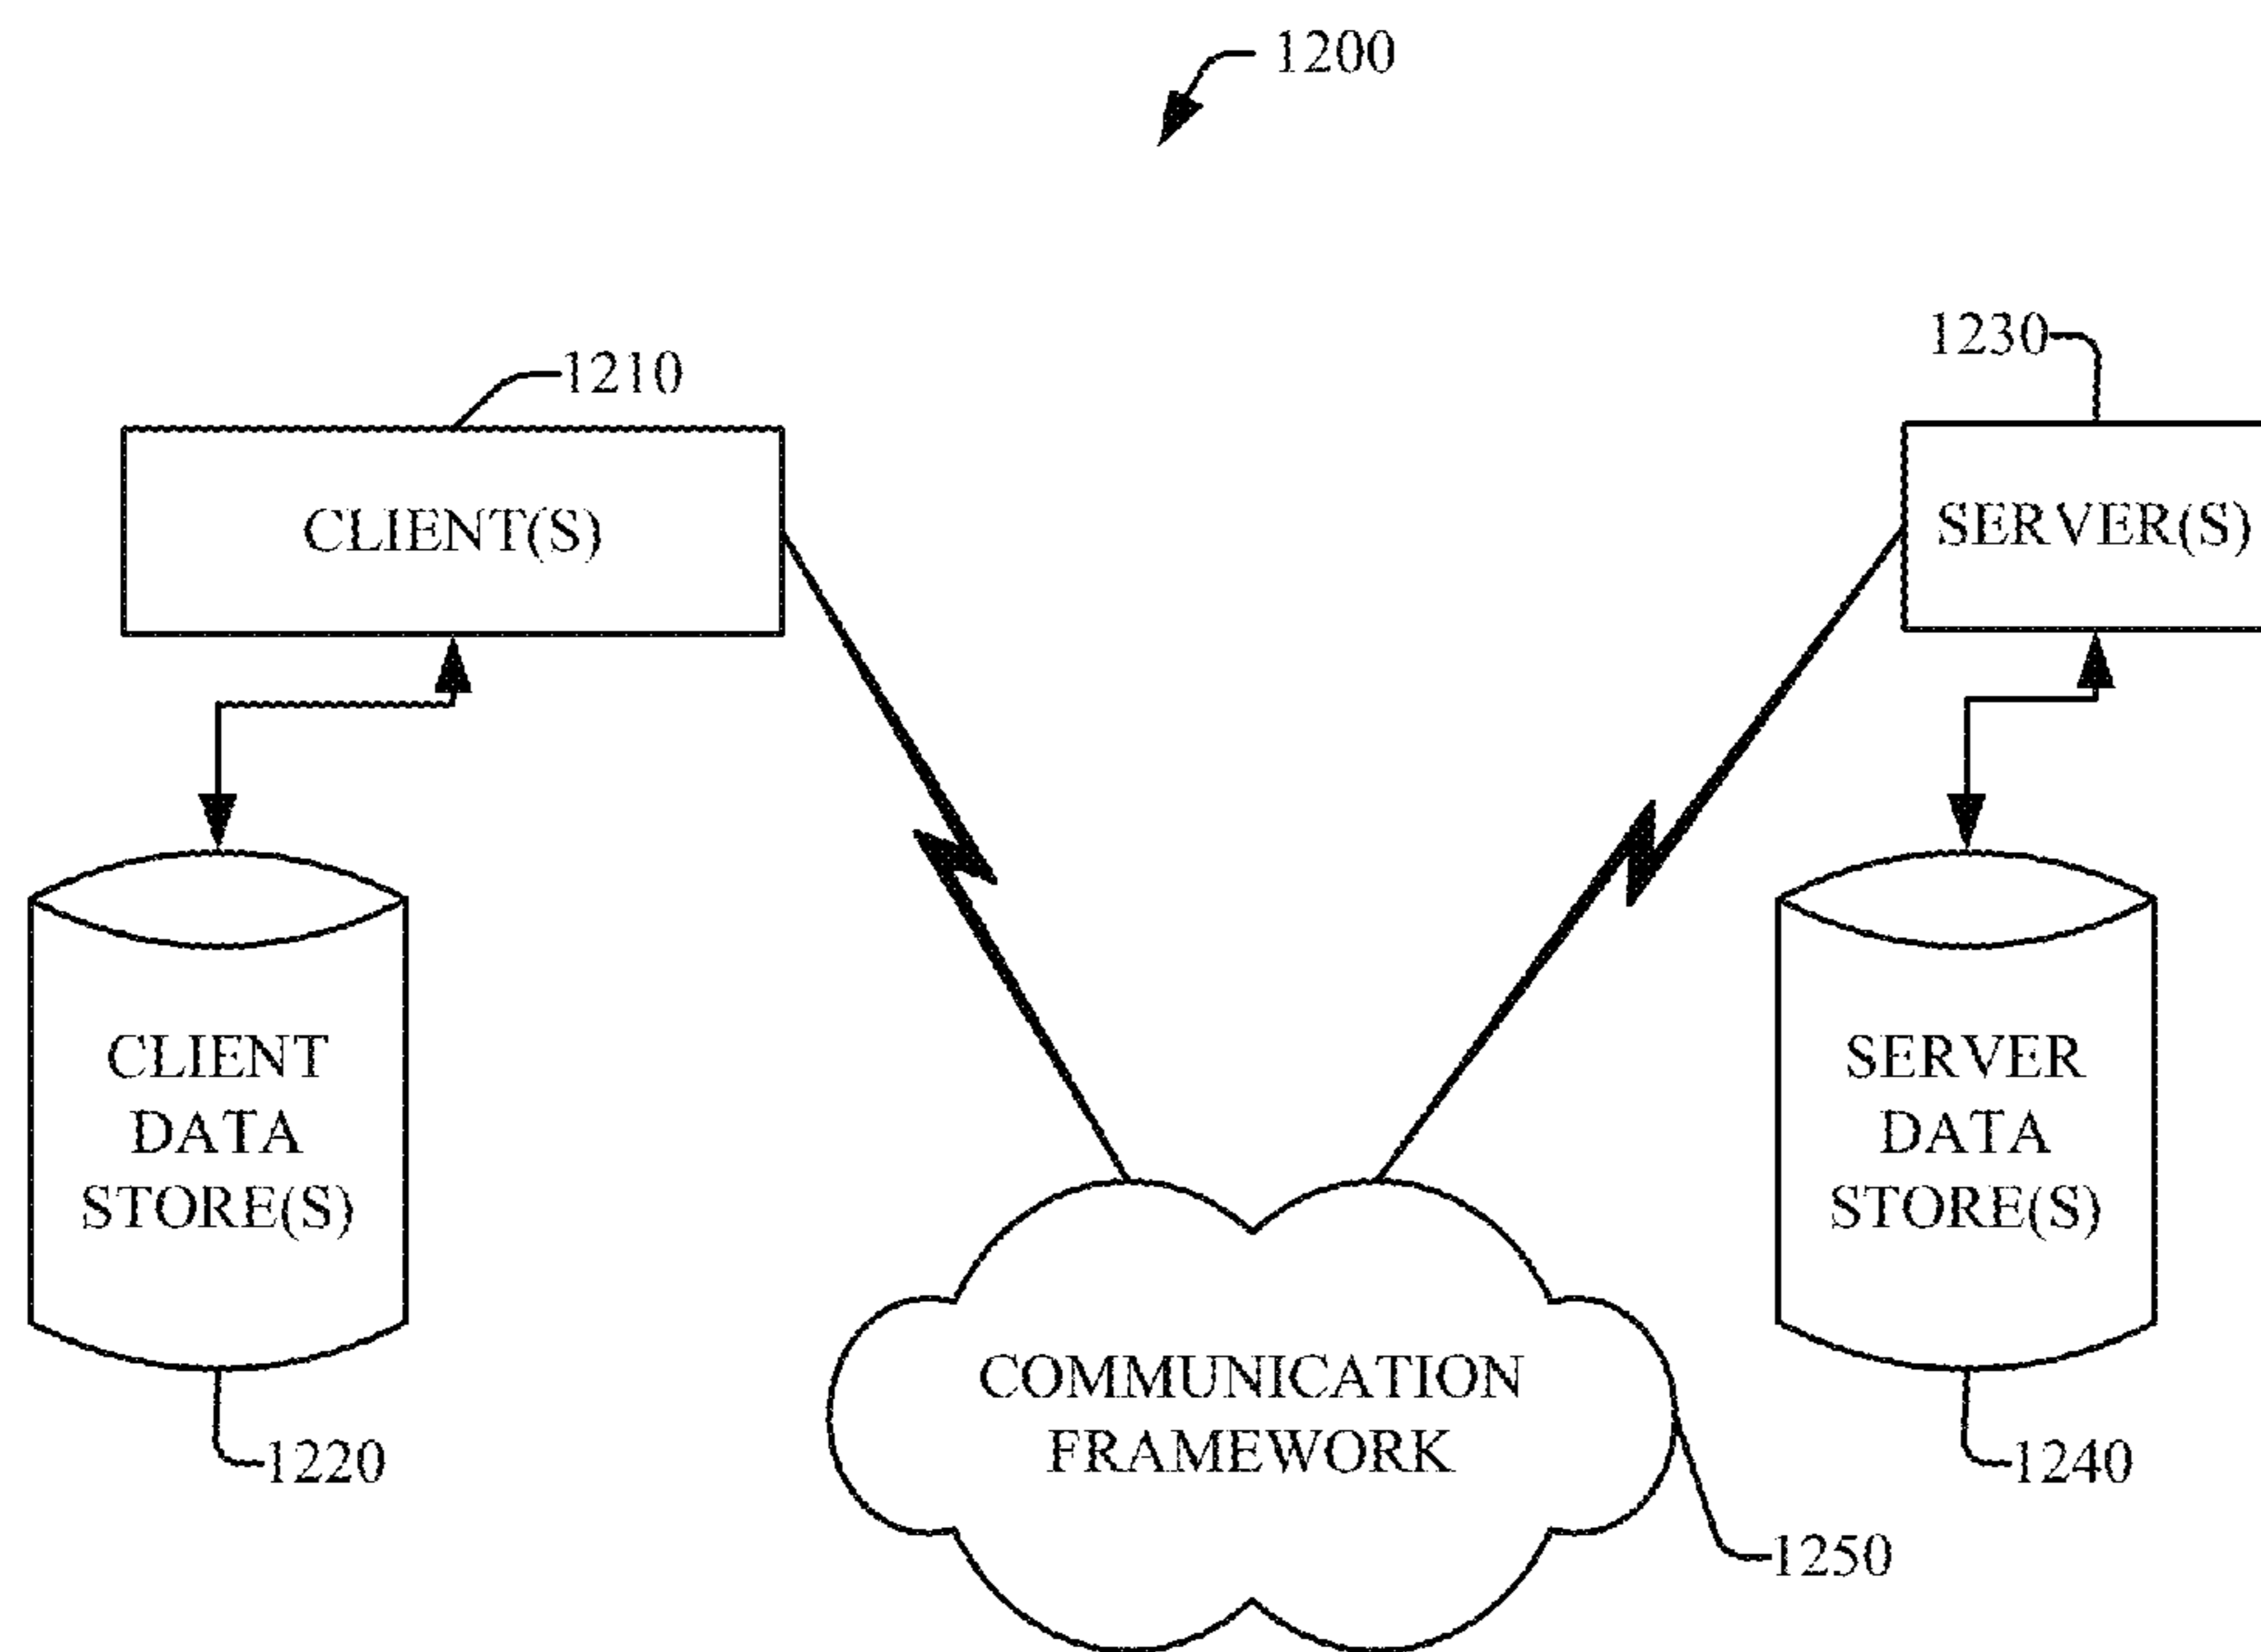 1200
1210
1230
CLIENT(S)
SERVER(S)
CLIENT
DATA
STORE(S)
SERVER
DATA
STORE(S)
COMMUNICATION
FRAMEWORK
1220
1240
1250